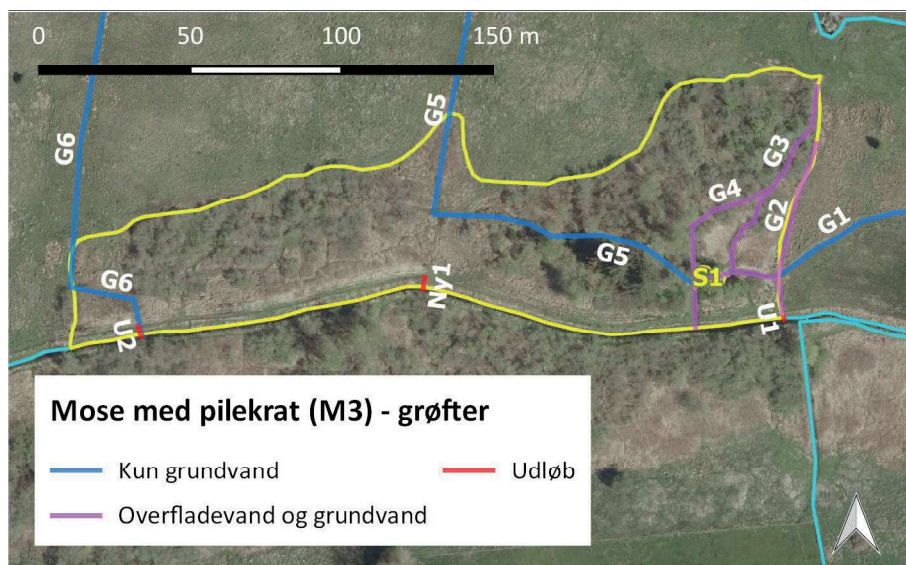 0 50 100 150 m
G6
G5
G3
G4
G2
G1
G5
S1
G6
Ny1
U2
U1
Mose med pilekrat (M3) - grøfter
Kun grundvand
Udløb
Overfladevand og grundvand